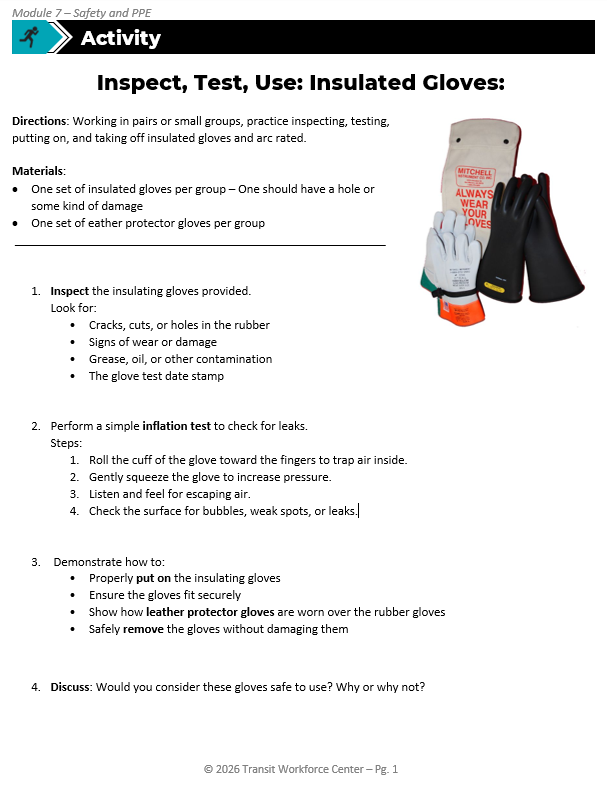 Module 7 – Safety and PPE
Activity
Inspect, Test, Use: Insulated Gloves:
Directions: Working in pairs or small groups, practice inspecting, testing,
putting on, and taking off insulated gloves and arc rated.
Materials:
• One set of insulated gloves per group – One should have a hole or
some kind of damage
• One set of eather protector gloves per group
MITCHELL
ALWAYS
WEAR
YOUR
GLOVES
1. Inspect the insulating gloves provided.
Look for:
• Cracks, cuts, or holes in the rubber
• Signs of wear or damage
• Grease, oil, or other contamination
• The glove test date stamp
2. Perform a simple inflation test to check for leaks.
Steps:
1. Roll the cuff of the glove toward the fingers to trap air inside.
2. Gently squeeze the glove to increase pressure.
3. Listen and feel for escaping air.
4. Check the surface for bubbles, weak spots, or leaks.
3. Demonstrate how to:
• Properly put on the insulating gloves
• Ensure the gloves fit securely
• Show how leather protector gloves are worn over the rubber gloves
• Safely remove the gloves without damaging them
4. Discuss: Would you consider these gloves safe to use? Why or why not?
© 2026 Transit Workforce Center – Pg. 1